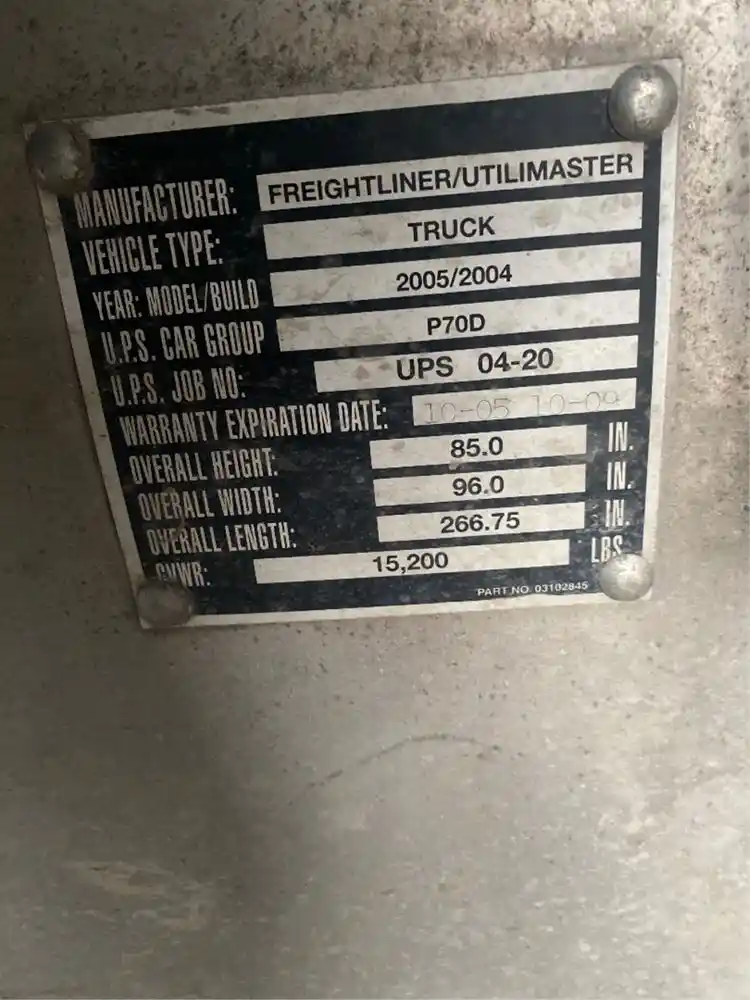 MANUFACTURER: FREIGHTLINER/UTILIMASTER
VEHICLE TYPE: TRUCK
YEAR: MODEL/BUILD 2005/2004
U.P.S. CAR GROUP P70D
U.P.S. JOB NO: UPS 04-20
WARRANTY EXPIRATION DATE: 10-05 10-09
OVERALL HEIGHT: 85.0 IN.
OVERALL WIDTH: 96.0 IN.
OVERALL LENGTH: 266.75 IN.
GVWR: 15,200 LBS
PART NO. 03102845